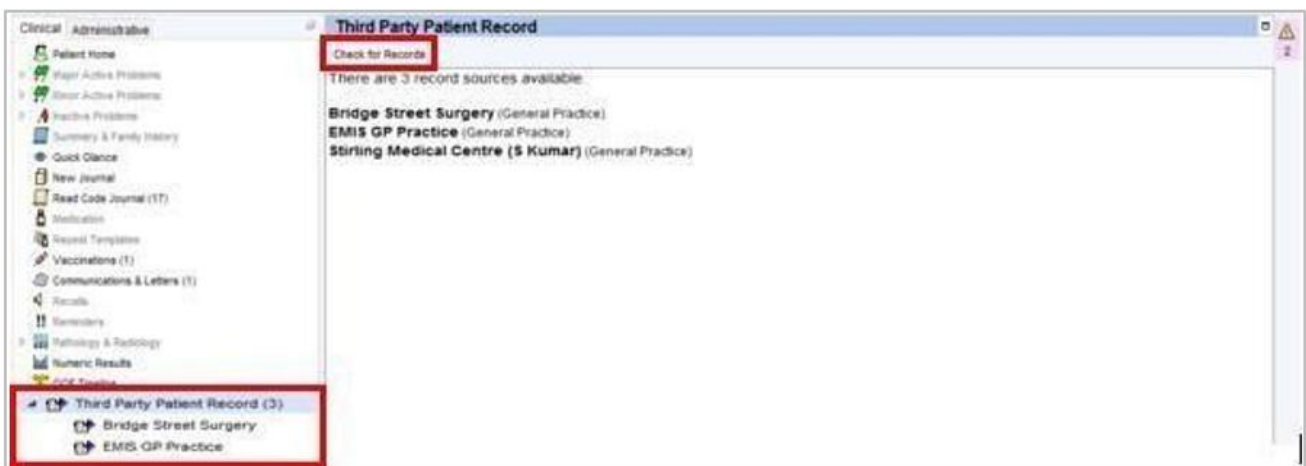 Clinical Administrative
Patient Home
Major Active Problems
Minor Active Problems
Inactive Problems
Summary & Family History
Quick Glance
New Journal
Read Code Journal (17)
Medication
Repeat Templates
Vaccinations (1)
Communications & Letters (1)
Recalls
Reminders
Pathology & Radiology
Numeric Results
QOF Timeline
Third Party Patient Record (3)
Bridge Street Surgery
EMIS GP Practice
Third Party Patient Record
Check for Records
There are 3 record sources available.
Bridge Street Surgery (General Practice)
EMIS GP Practice (General Practice)
Stirling Medical Centre (S Kumar) (General Practice)
2